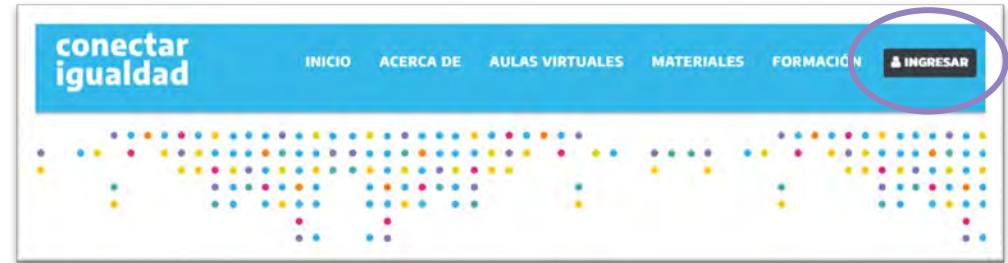 conectar
igualdad
INICIO ACERCA DE AULAS VIRTUALES MATERIALES FORMACIÓN INGRESAR